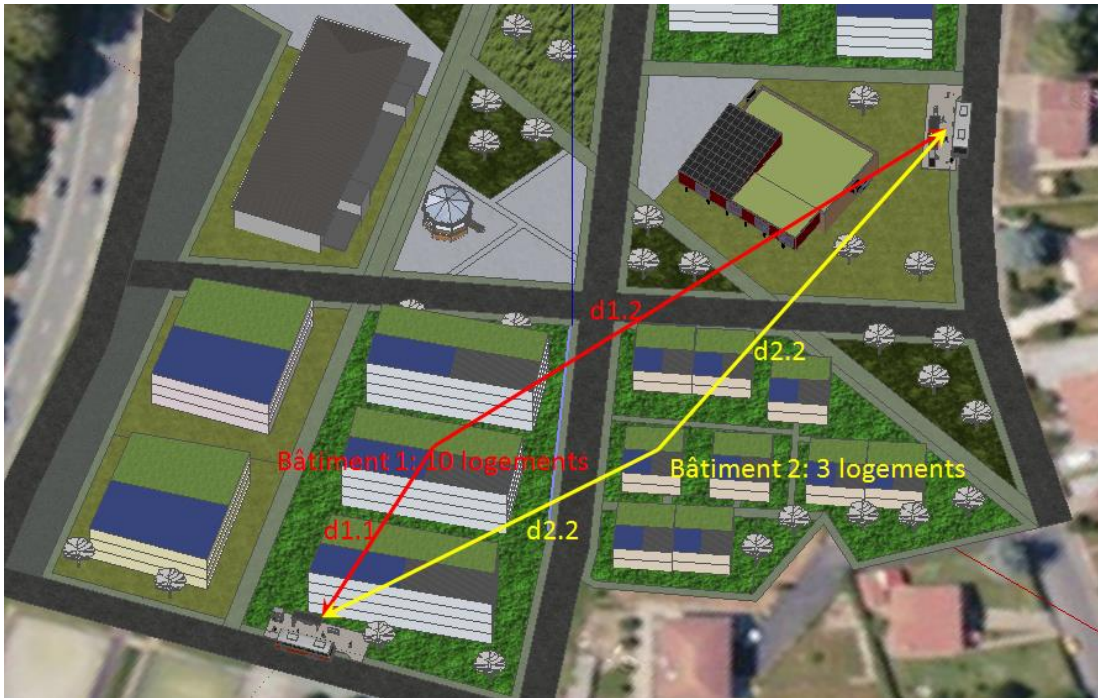 d1.2
d2.2
Bâtiment 1: 10 logements
Bâtiment 2: 3 logements
d1.1
d2.2